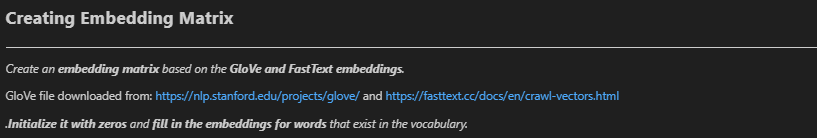 Creating Embedding Matrix
Create an embedding matrix based on the GloVe and FastText embeddings.
GloVe file downloaded from: https://nlp.stanford.edu/projects/glove/ and https://fasttext.cc/docs/en/crawl-vectors.html
.Initialize it with zeros and fill in the embeddings for words that exist in the vocabulary.